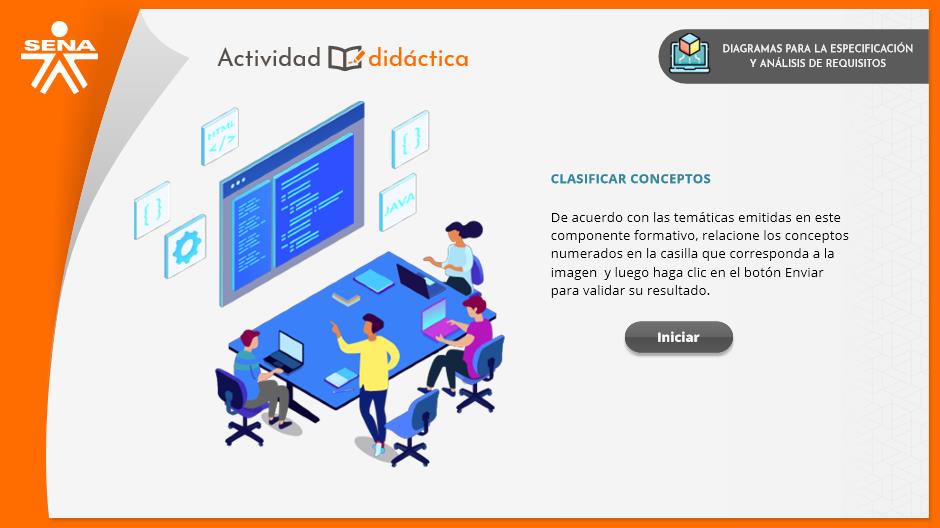 SENA
Actividad didáctica
DIAGRAMAS PARA LA ESPECIFICACIÓN
Y ANÁLISIS DE REQUISITOS
HTML
</>
{ }
{ }
JAVA
CLASIFICAR CONCEPTOS
De acuerdo con las temáticas emitidas en este
componente formativo, relacione los conceptos
numerados en la casilla que corresponda a la
imagen y luego haga clic en el botón Enviar
para validar su resultado.
Iniciar